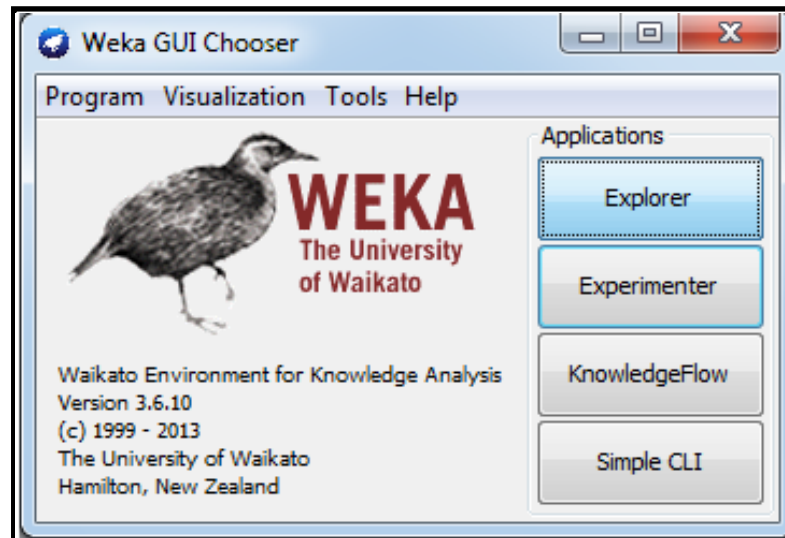 Weka GUI Chooser
Program Visualization Tools Help
WEKA
The University
of Waikato
Waikato Environment for Knowledge Analysis
Version 3.6.10
(c) 1999 - 2013
The University of Waikato
Hamilton, New Zealand
Applications
Explorer
Experimenter
KnowledgeFlow
Simple CLI